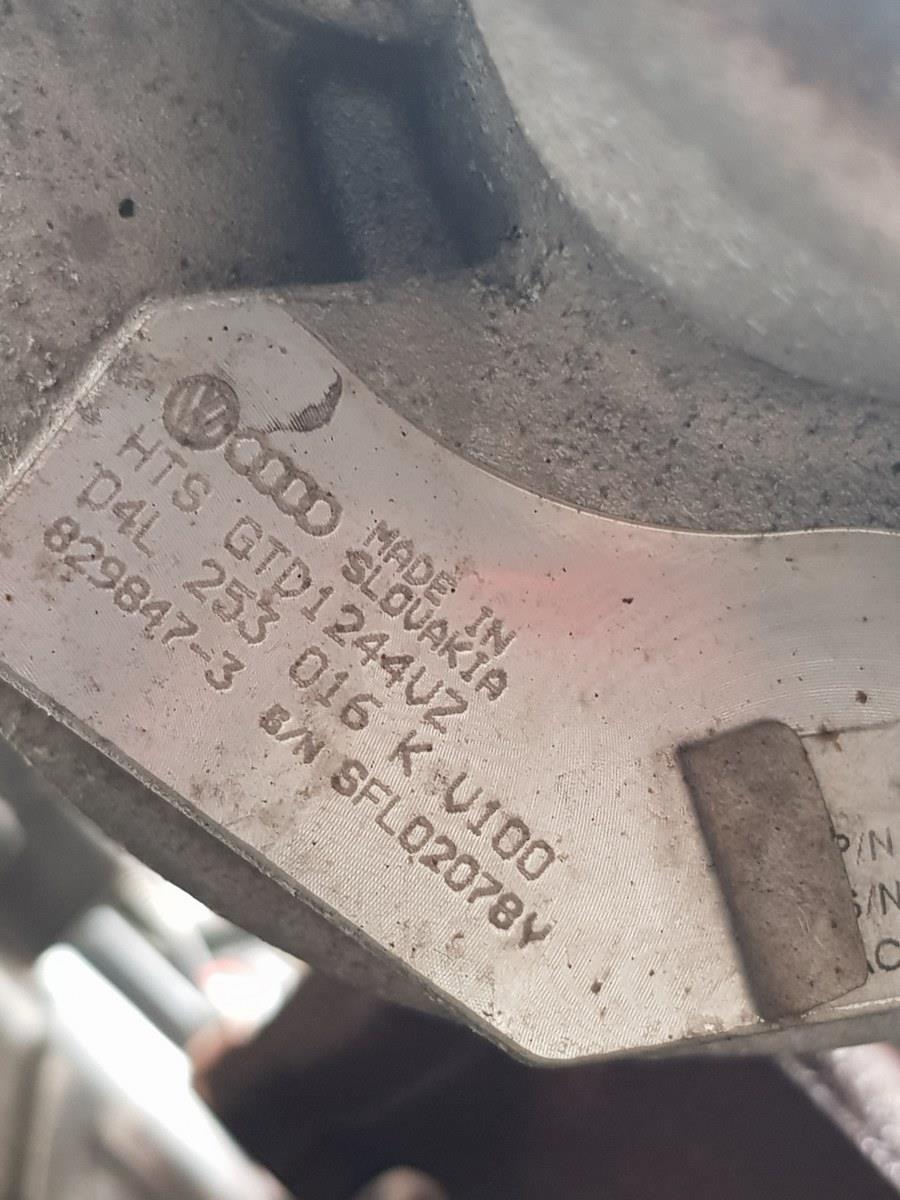 MADE IN
SLOVAKIA
HTS GTD1244VZ
04L 253 016 K V100
829847-3
S/N SFL02078Y
P/N
S/N